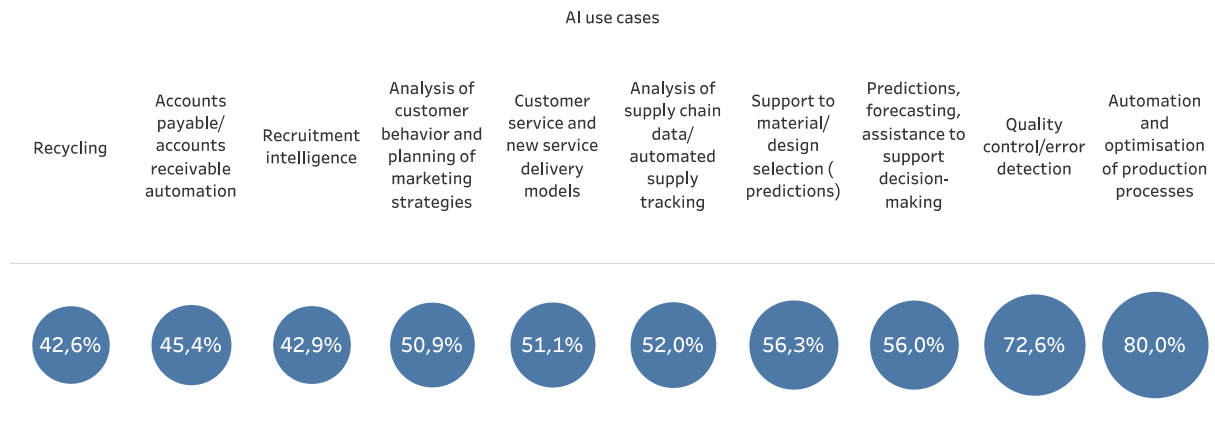 AI use cases
Recycling
Accounts
payable/
accounts
receivable
automation
Recruitment
intelligence
Analysis of
customer
behavior and
planning of
marketing
strategies
Customer
service and
new service
delivery
models
Analysis of
supply chain
data/
automated
supply
tracking
Support to
material/
design
selection (
predictions)
Predictions,
forecasting,
assistance to
support
decision-
making
Quality
control/error
detection
Automation
and
optimisation
of production
processes
42,6%
45,4%
42,9%
50,9%
51,1%
52,0%
56,3%
56,0%
72,6%
80,0%